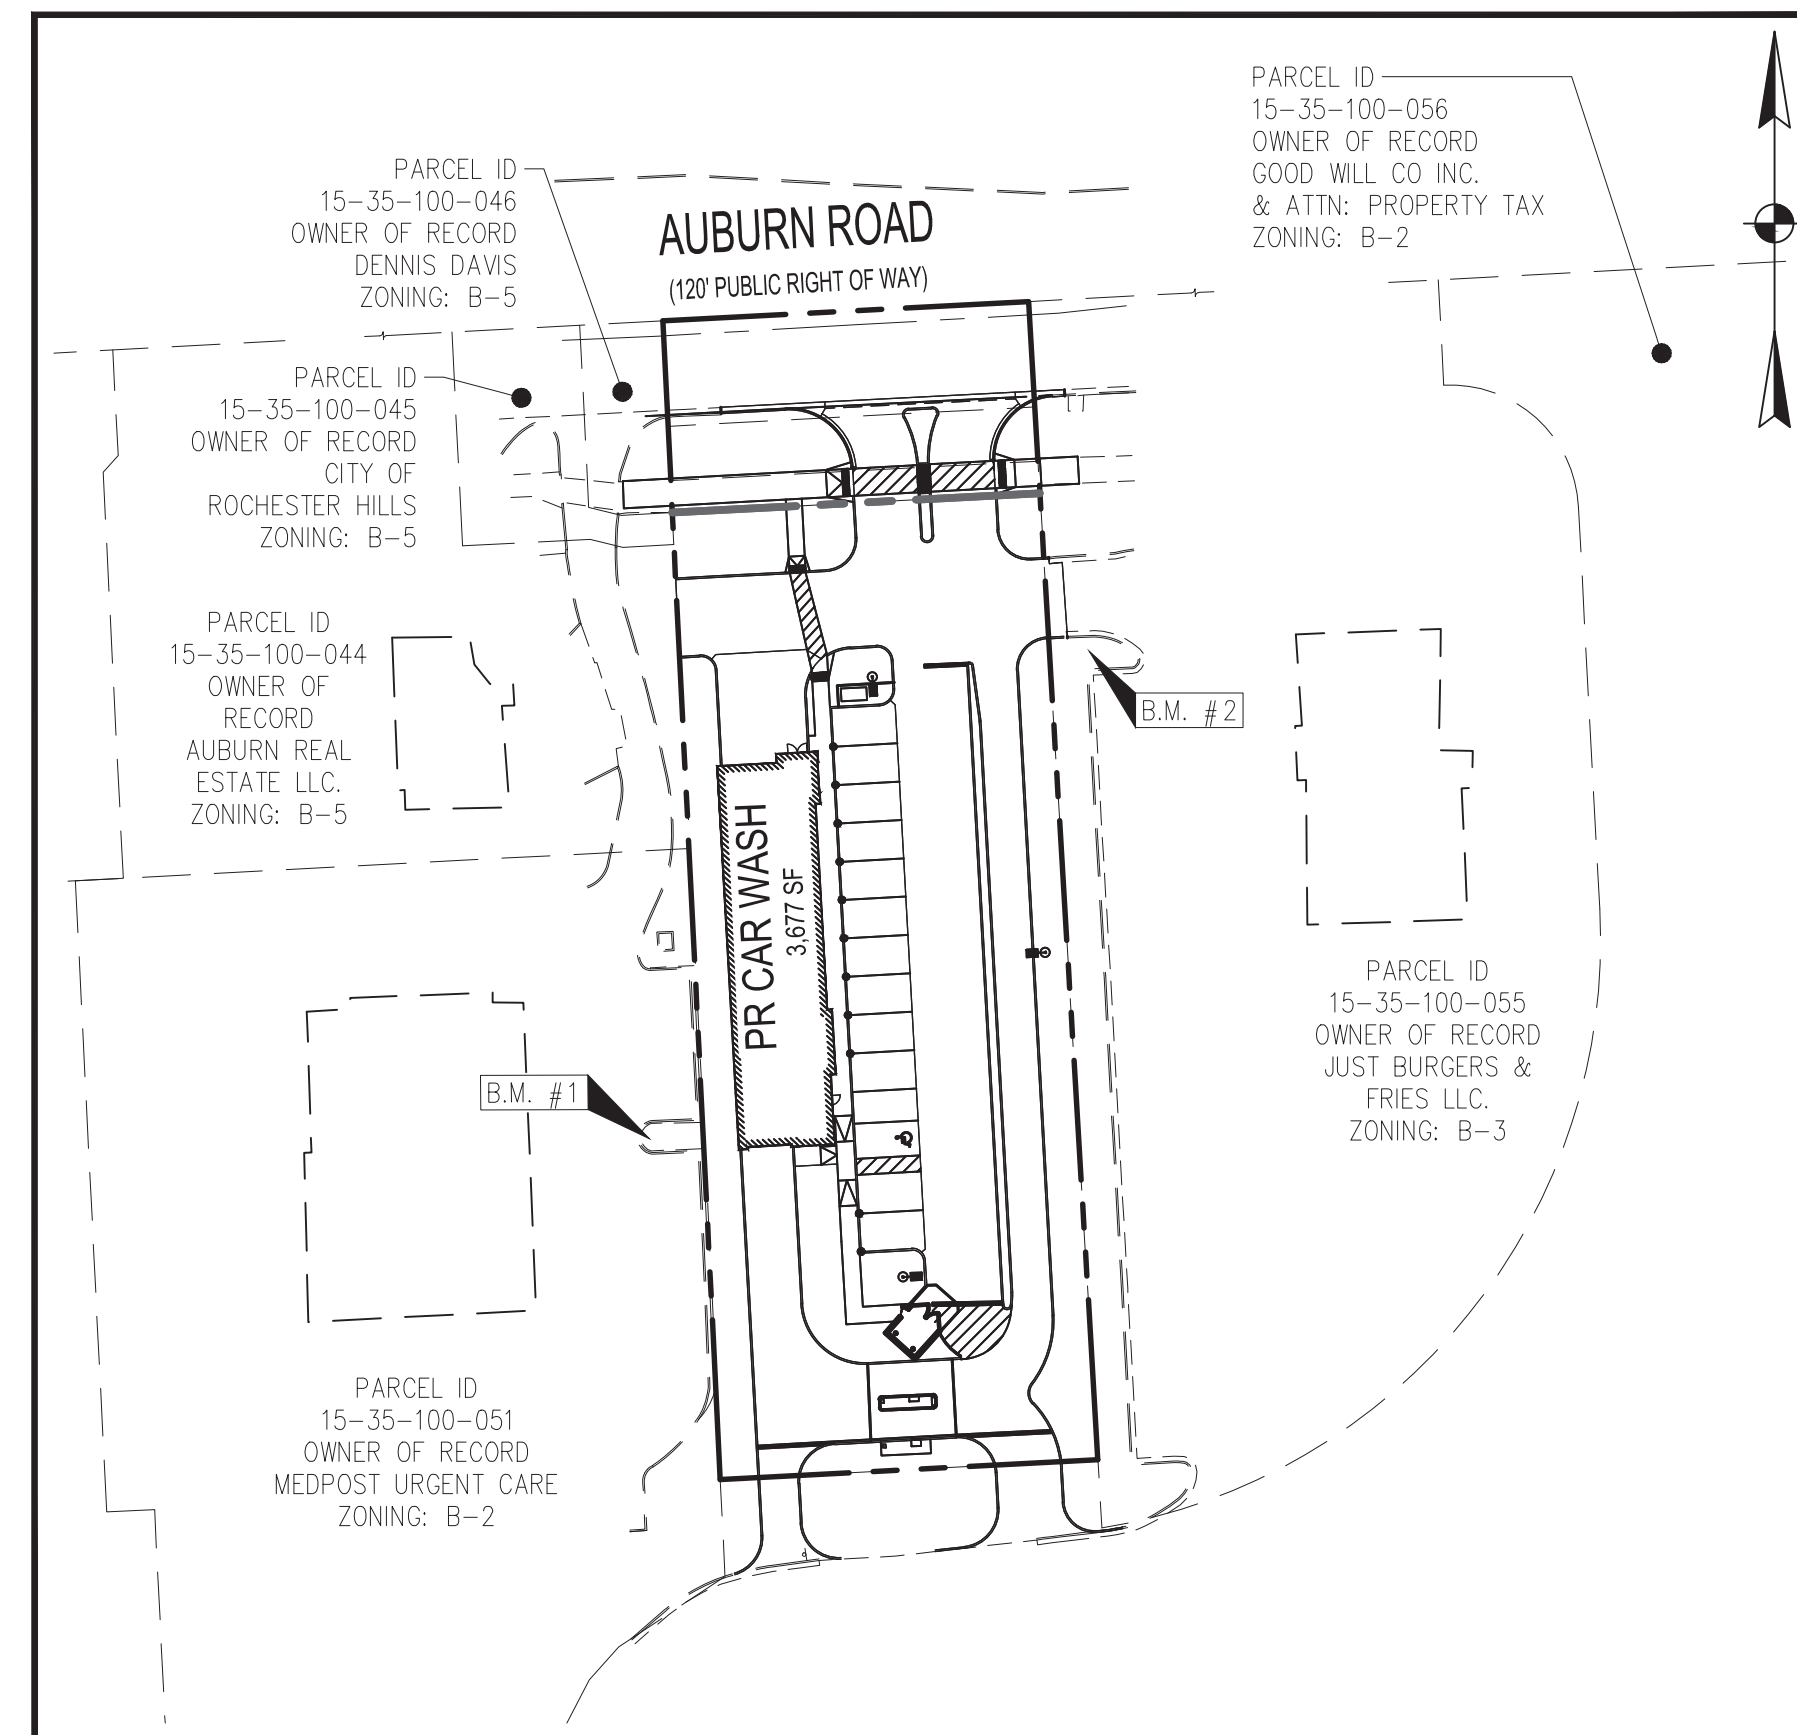 PARCEL ID
15-35-100-056
OWNER OF RECORD
GOOD WILL CO INC.
& ATTN: PROPERTY TAX
ZONING: B-2
PARCEL ID
15-35-100-046
OWNER OF RECORD
DENNIS DAVIS
ZONING: B-5
AUBURN ROAD
(120' PUBLIC RIGHT OF WAY)
PARCEL ID
15-35-100-045
OWNER OF RECORD
CITY OF
ROCHESTER HILLS
ZONING: B-5
PARCEL ID
15-35-100-044
OWNER OF
RECORD
AUBURN REAL
ESTATE LLC.
ZONING: B-5
B.M. #2
PR CAR WASH
3,677 SF
PARCEL ID
15-35-100-055
OWNER OF RECORD
JUST BURGERS &
FRIES LLC.
ZONING: B-3
B.M. #1
PARCEL ID
15-35-100-051
OWNER OF RECORD
MEDPOST URGENT CARE
ZONING: B-2